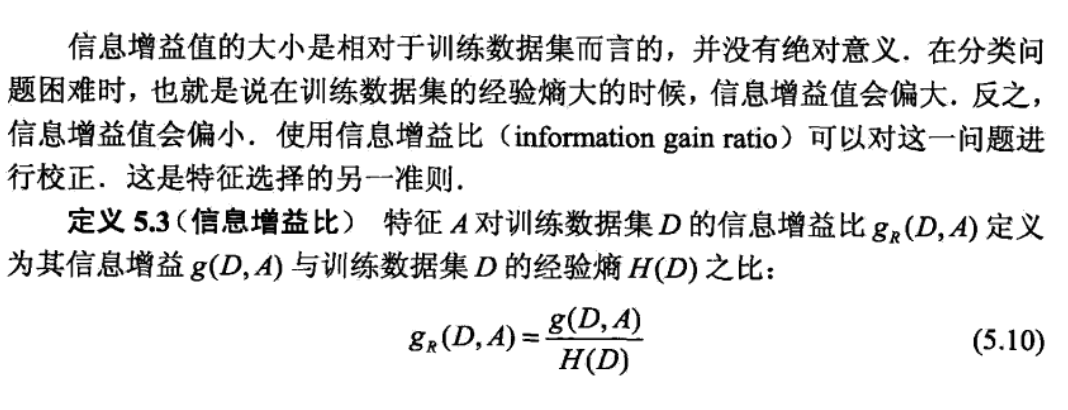 信息增益值的大小是相对于训练数据集而言的，并没有绝对意义．在分类问
题困难时，也就是说在训练数据集的经验熵大的时候，信息增益值会偏大．反之，
信息增益值会偏小．使用信息增益比（information gain ratio）可以对这一问题进
行校正．这是特征选择的另一准则．
定义 5.3（信息增益比） 特征 A 对训练数据集 D 的信息增益比 g_R(D, A) 定义
为其信息增益 g(D, A) 与训练数据集 D 的经验熵 H(D) 之比：
g_R(D, A) = g(D, A) / H(D) (5.10)